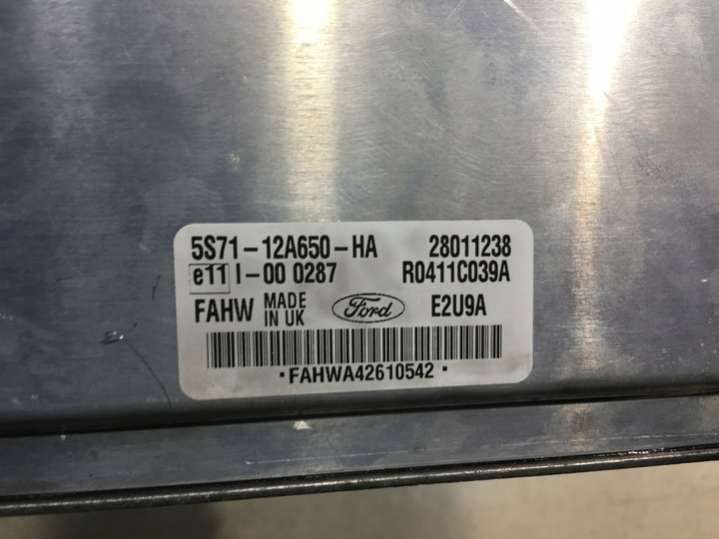 5S71-12A650-HA 28011238
e11 I-00 0287 R0411C039A
FAHW MADE IN UK Ford E2U9A
•FAHWA42610542•